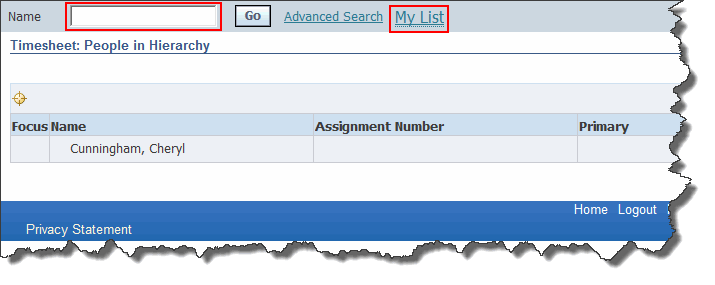 Name Go Advanced Search My List
Timesheet: People in Hierarchy
Focus Name Assignment Number Primary
Cunningham, Cheryl
Home Logout
Privacy Statement